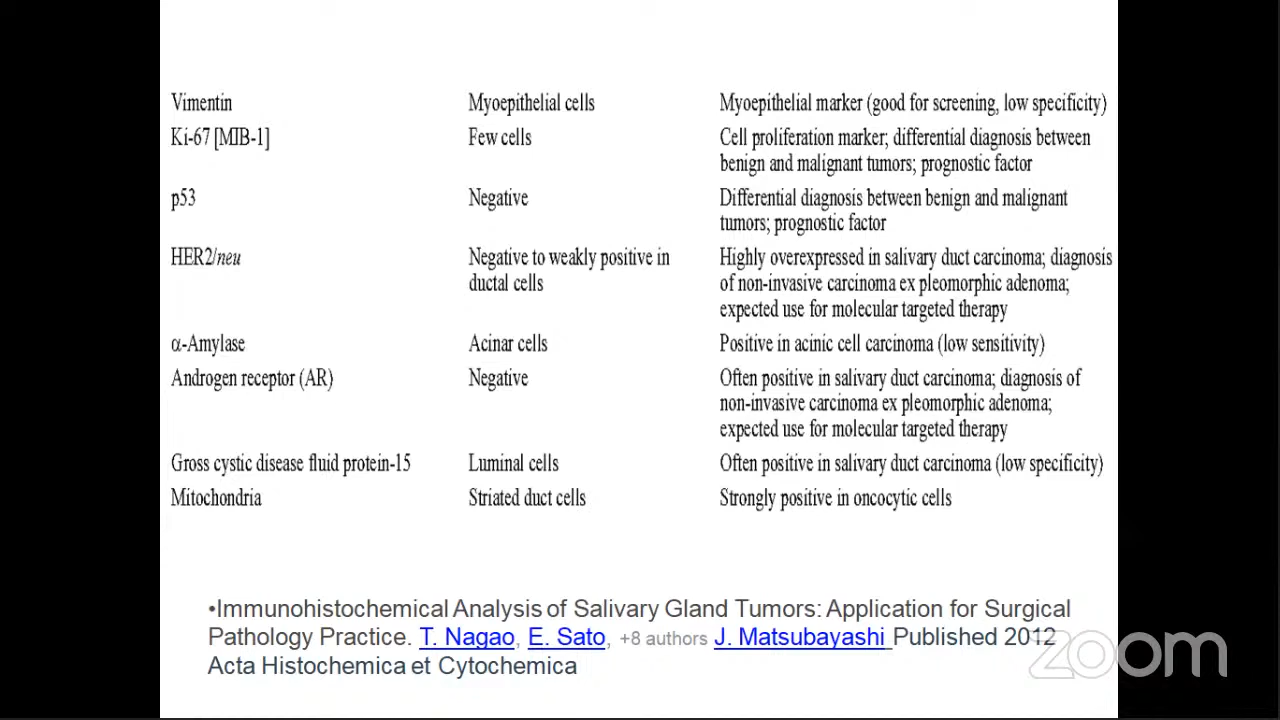 Vimentin Myoepithelial cells Myoepithelial marker (good for screening, low specificity)
Ki-67 [MIB-1] Few cells Cell proliferation marker; differential diagnosis between
benign and malignant tumors; prognostic factor
p53 Negative Differential diagnosis between benign and malignant
tumors; prognostic factor
HER2/neu Negative to weakly positive in Highly overexpressed in salivary duct carcinoma; diagnosis
ductal cells of non-invasive carcinoma ex pleomorphic adenoma;
expected use for molecular targeted therapy
α-Amylase Acinar cells Positive in acinic cell carcinoma (low sensitivity)
Androgen receptor (AR) Negative Often positive in salivary duct carcinoma; diagnosis of
non-invasive carcinoma ex pleomorphic adenoma;
expected use for molecular targeted therapy
Gross cystic disease fluid protein-15 Luminal cells Often positive in salivary duct carcinoma (low specificity)
Mitochondria Striated duct cells Strongly positive in oncocytic cells
•Immunohistochemical Analysis of Salivary Gland Tumors: Application for Surgical
Pathology Practice. T. Nagao, E. Sato, +8 authors J. Matsubayashi Published 2012
Acta Histochemica et Cytochemica
zoom